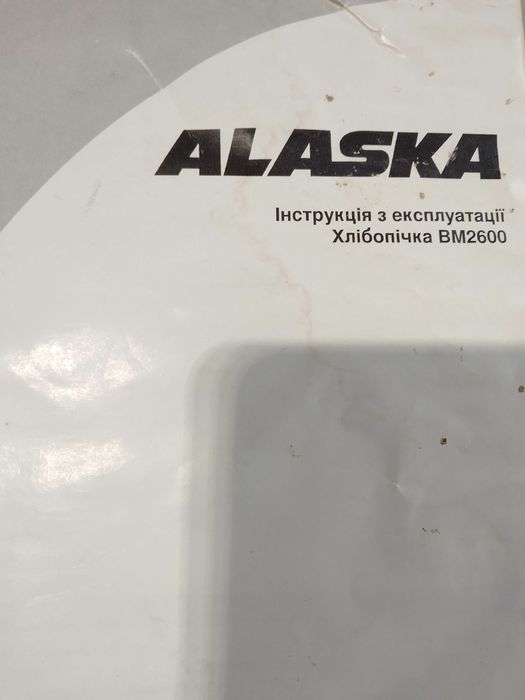 ALASKA
Інструкція з експлуатації
Хлібопічка BM2600